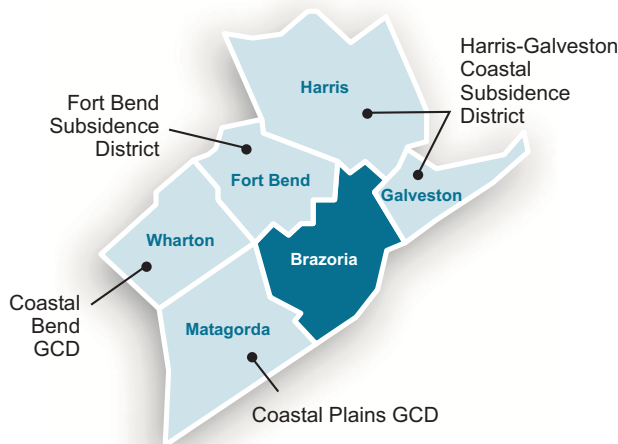 Harris-Galveston
Coastal
Subsidence
District
Harris
Fort Bend
Subsidence
District
Fort Bend
Galveston
Wharton
Brazoria
Coastal
Bend
GCD
Matagorda
Coastal Plains GCD